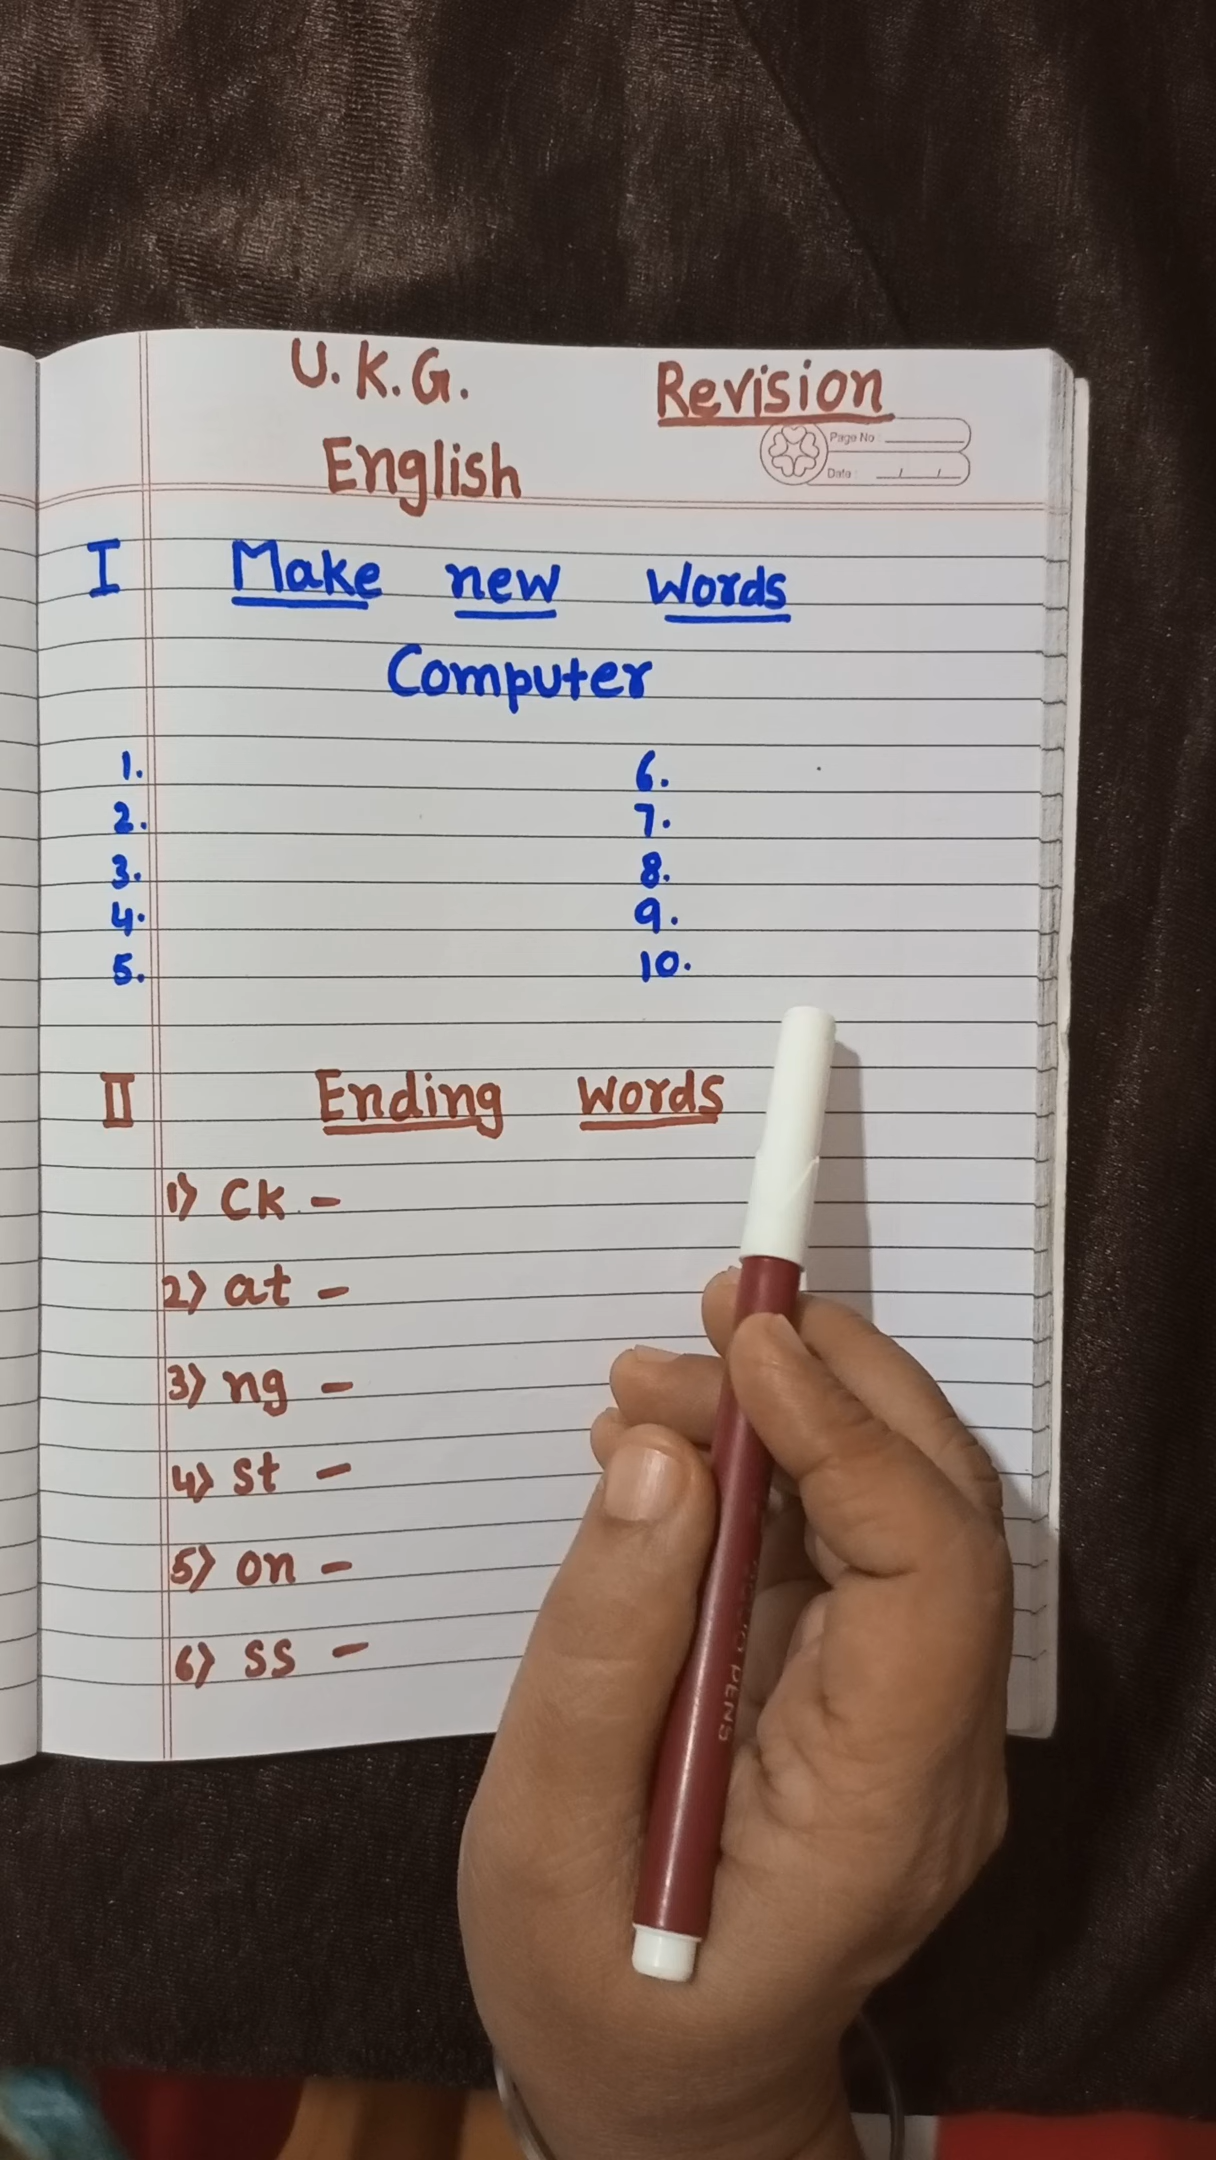 U.K.G. Revision
English
Page No
Date
I Make new Words
Computer
1. 6.
2. 7.
3. 8.
4. 9.
5. 10.
II Ending words
1) Ck -
2) at -
3) ng -
4) st -
5) on -
6) ss -
PENS